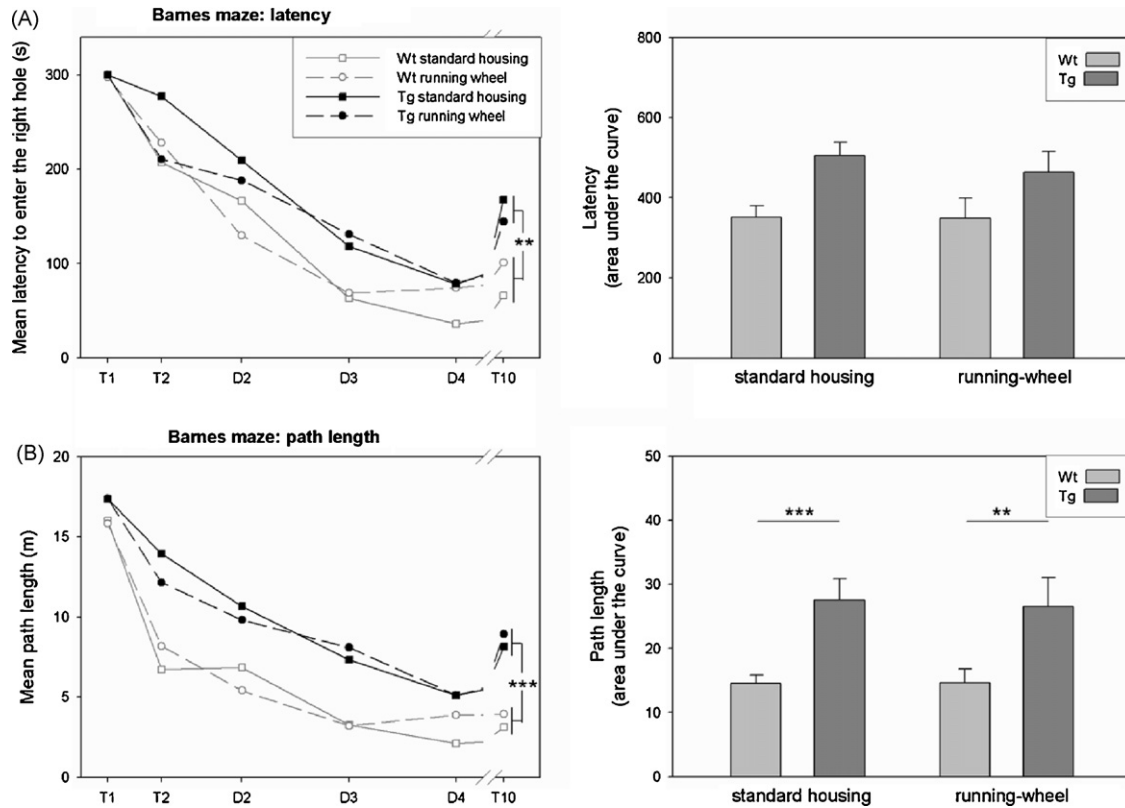 (A)
Barnes maze: latency
Mean latency to enter the right hole (s)
300
200
100
0
T1 T2 D2 D3 D4 T10
Wt standard housing
Wt running wheel
Tg standard housing
Tg running wheel
**
Latency
(area under the curve)
800
600
400
200
0
standard housing running-wheel
Wt
Tg
(B)
Barnes maze: path length
Mean path length (m)
20
15
10
5
0
T1 T2 D2 D3 D4 T10
***
Path length
(area under the curve)
50
40
30
20
10
0
standard housing running-wheel
Wt
Tg
*** **